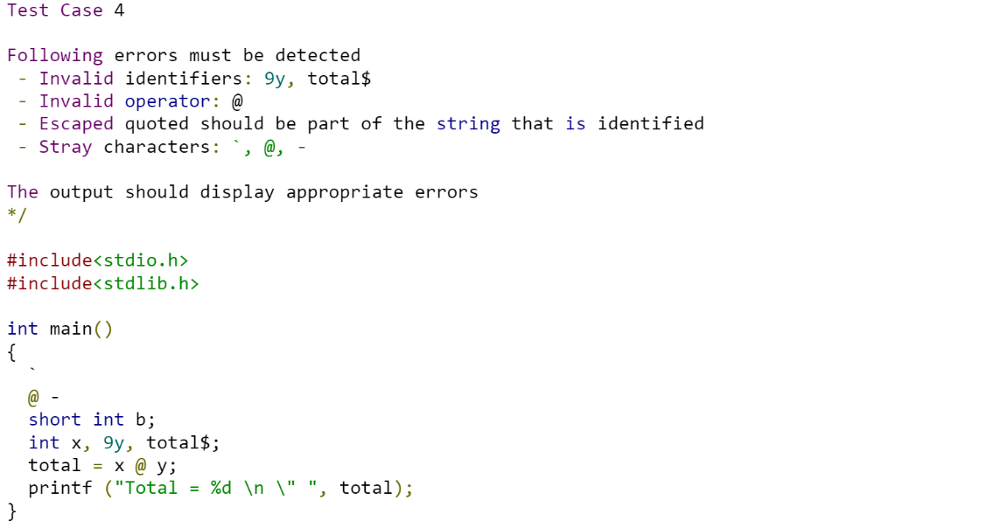 Test Case 4
Following errors must be detected
- Invalid identifiers: 9y, total$
- Invalid operator: @
- Escaped quoted should be part of the string that is identified
- Stray characters: `, @, -
The output should display appropriate errors
*/
#include<stdio.h>
#include<stdlib.h>
int main()
{
`
@ -
short int b;
int x, 9y, total$;
total = x @ y;
printf ("Total = %d \n \" ", total);
}